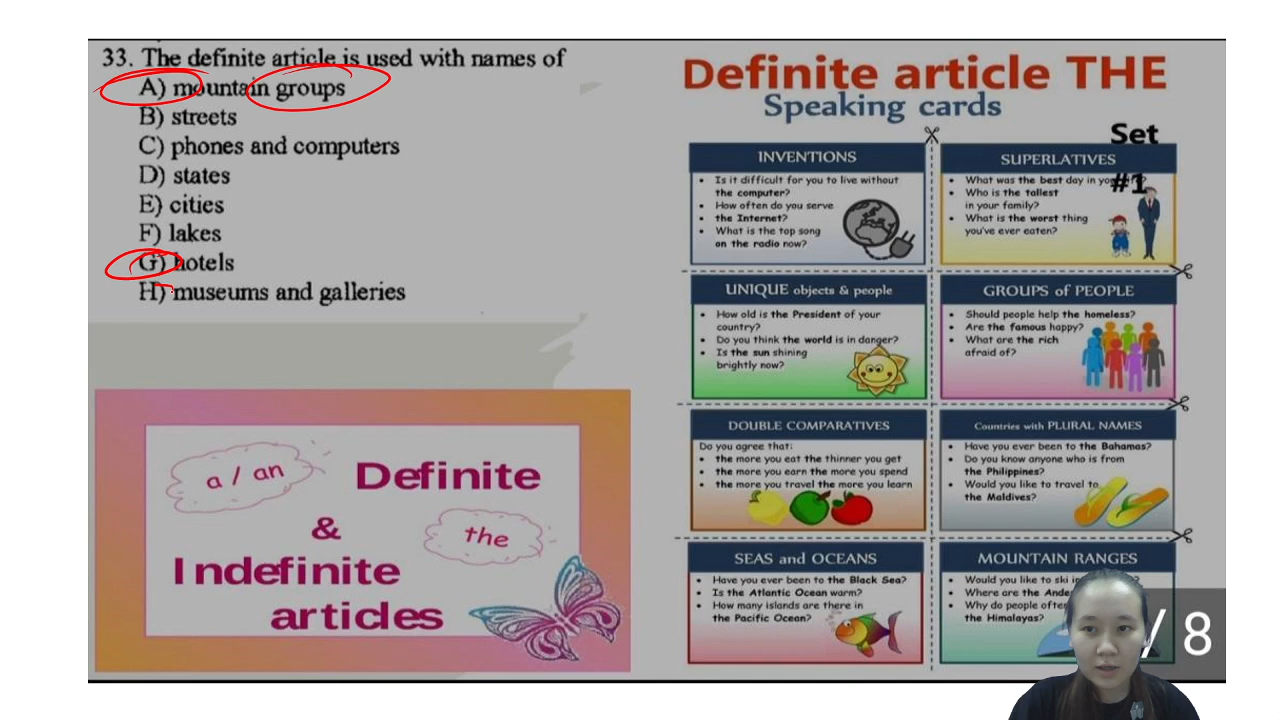 33. The definite article is used with names of
A) mountain groups
B) streets
C) phones and computers
D) states
E) cities
F) lakes
G) hotels
H) museums and galleries
a / an
Definite
&
the
Indefinite
articles
Definite article THE
Speaking cards
Set
#1
INVENTIONS
• Is it difficult for you to live without
the computer?
• How often do you serve
• the Internet?
• What is the top song
on the radio now?
SUPERLATIVES
• What was the best day in
• Who is the tallest
in your family?
• What is the worst thing
you've ever eaten?
UNIQUE objects & people
• How old is the President of your
country?
• Do you think the world is in danger?
• Is the sun shining
brightly now?
GROUPS of PEOPLE
• Should people help the homeless?
• Are the famous happy?
• What are the rich
afraid of?
DOUBLE COMPARATIVES
Do you agree that:
• the more you eat the thinner you get
• the more you earn the more you spend
• the more you travel the more you learn
Countries with PLURAL NAMES
• Have you ever been to the Bahamas?
• Do you know anyone who is from
the Philippines?
• Would you like to travel to
the Maldives?
SEAS and OCEANS
• Have you ever been to the Black Sea?
• Is the Atlantic Ocean warm?
• How many islands are there in
the Pacific Ocean?
MOUNTAIN RANGES
• Would you like to ski in
• Where are the
• Why do people
the Himalayas?
/ 8